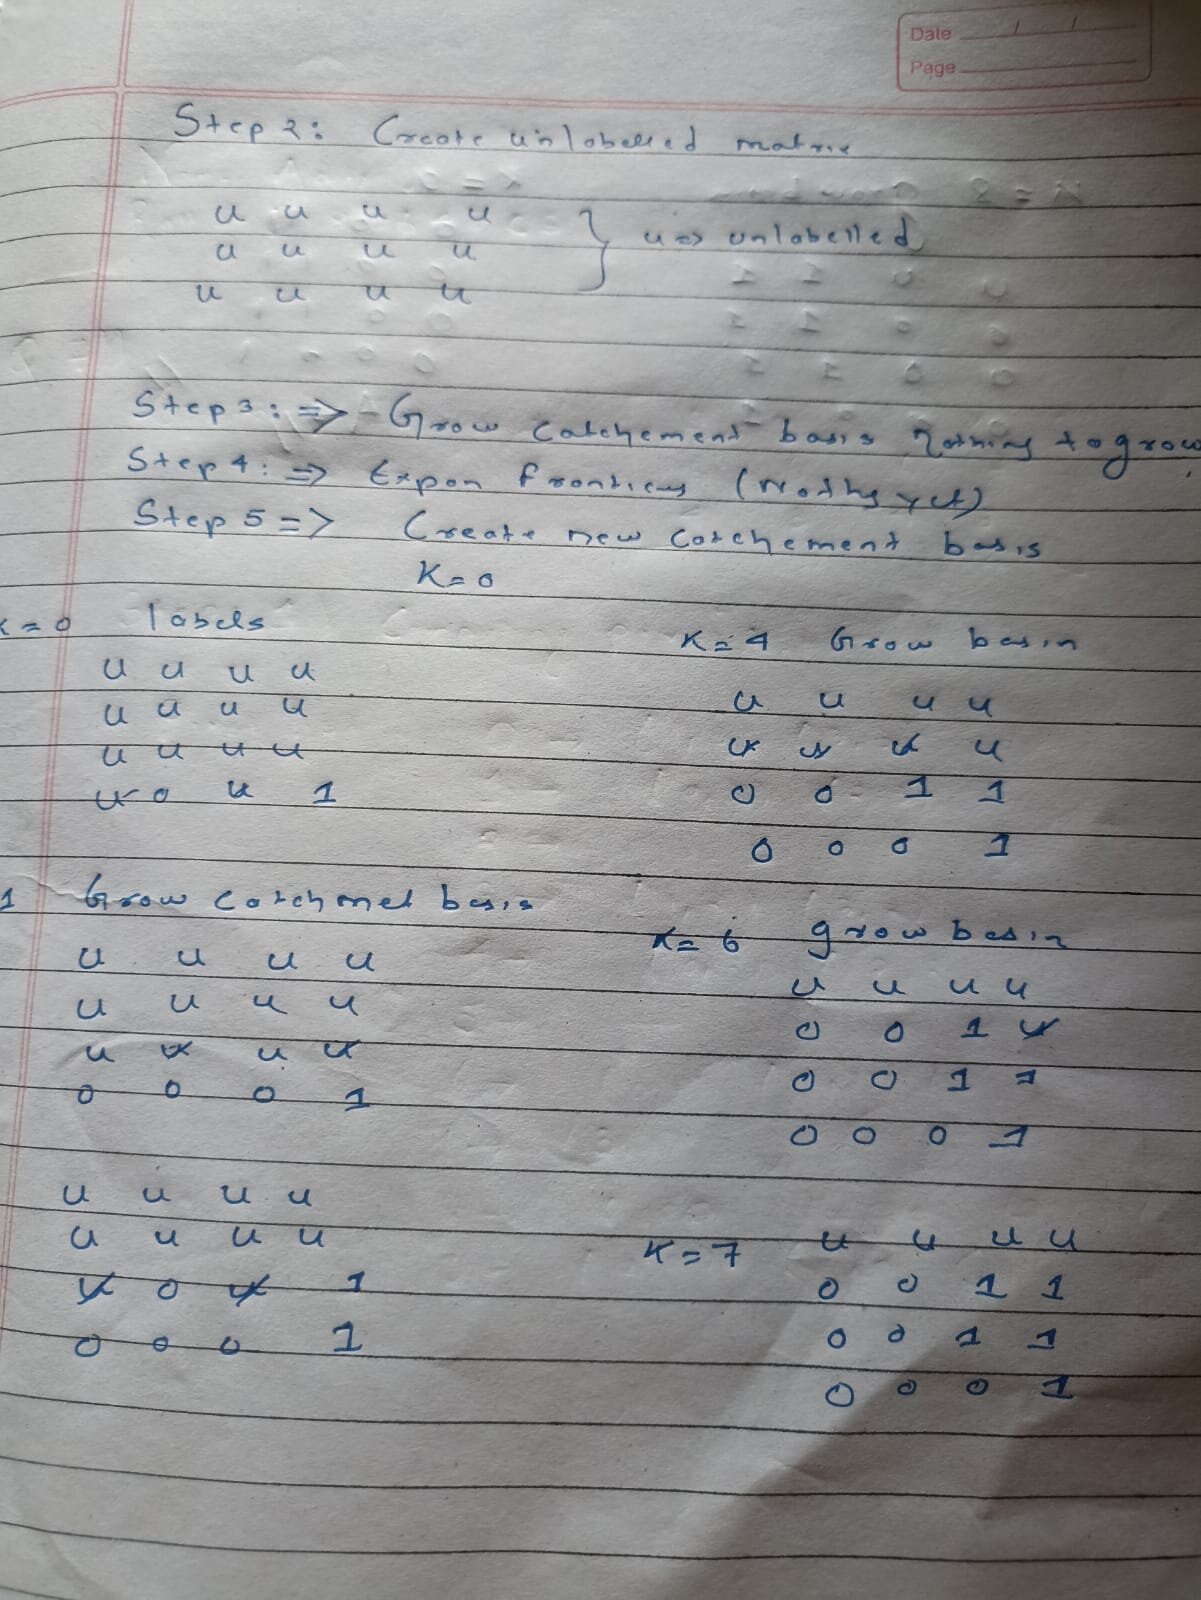 Date
Page
Step 2: Create unlabelled matrix
u u u u
u u u u } u => unlabelled
u u u u
Step 3: => Grow catchement basis nothing to grow
Step 4: => Expan frontiers (Nothg yet)
Step 5 => Create new catchement basis
K=0
K=0 labels
u u u u
u u u u
u u u u
u 0 u 1
1 Grow catchmet basis
u u u u
u u u u
u u u u
0 0 0 1
u u u u
u u u u
u 0 u 1
0 0 0 1
K=4 Grow basin
u u u u
u u u u
0 0 1 1
0 0 0 1
K=6 grow basin
u u u u
0 0 1 u
0 0 1 1
0 0 0 1
K=7 u u u u
0 0 1 1
0 0 1 1
0 0 0 1